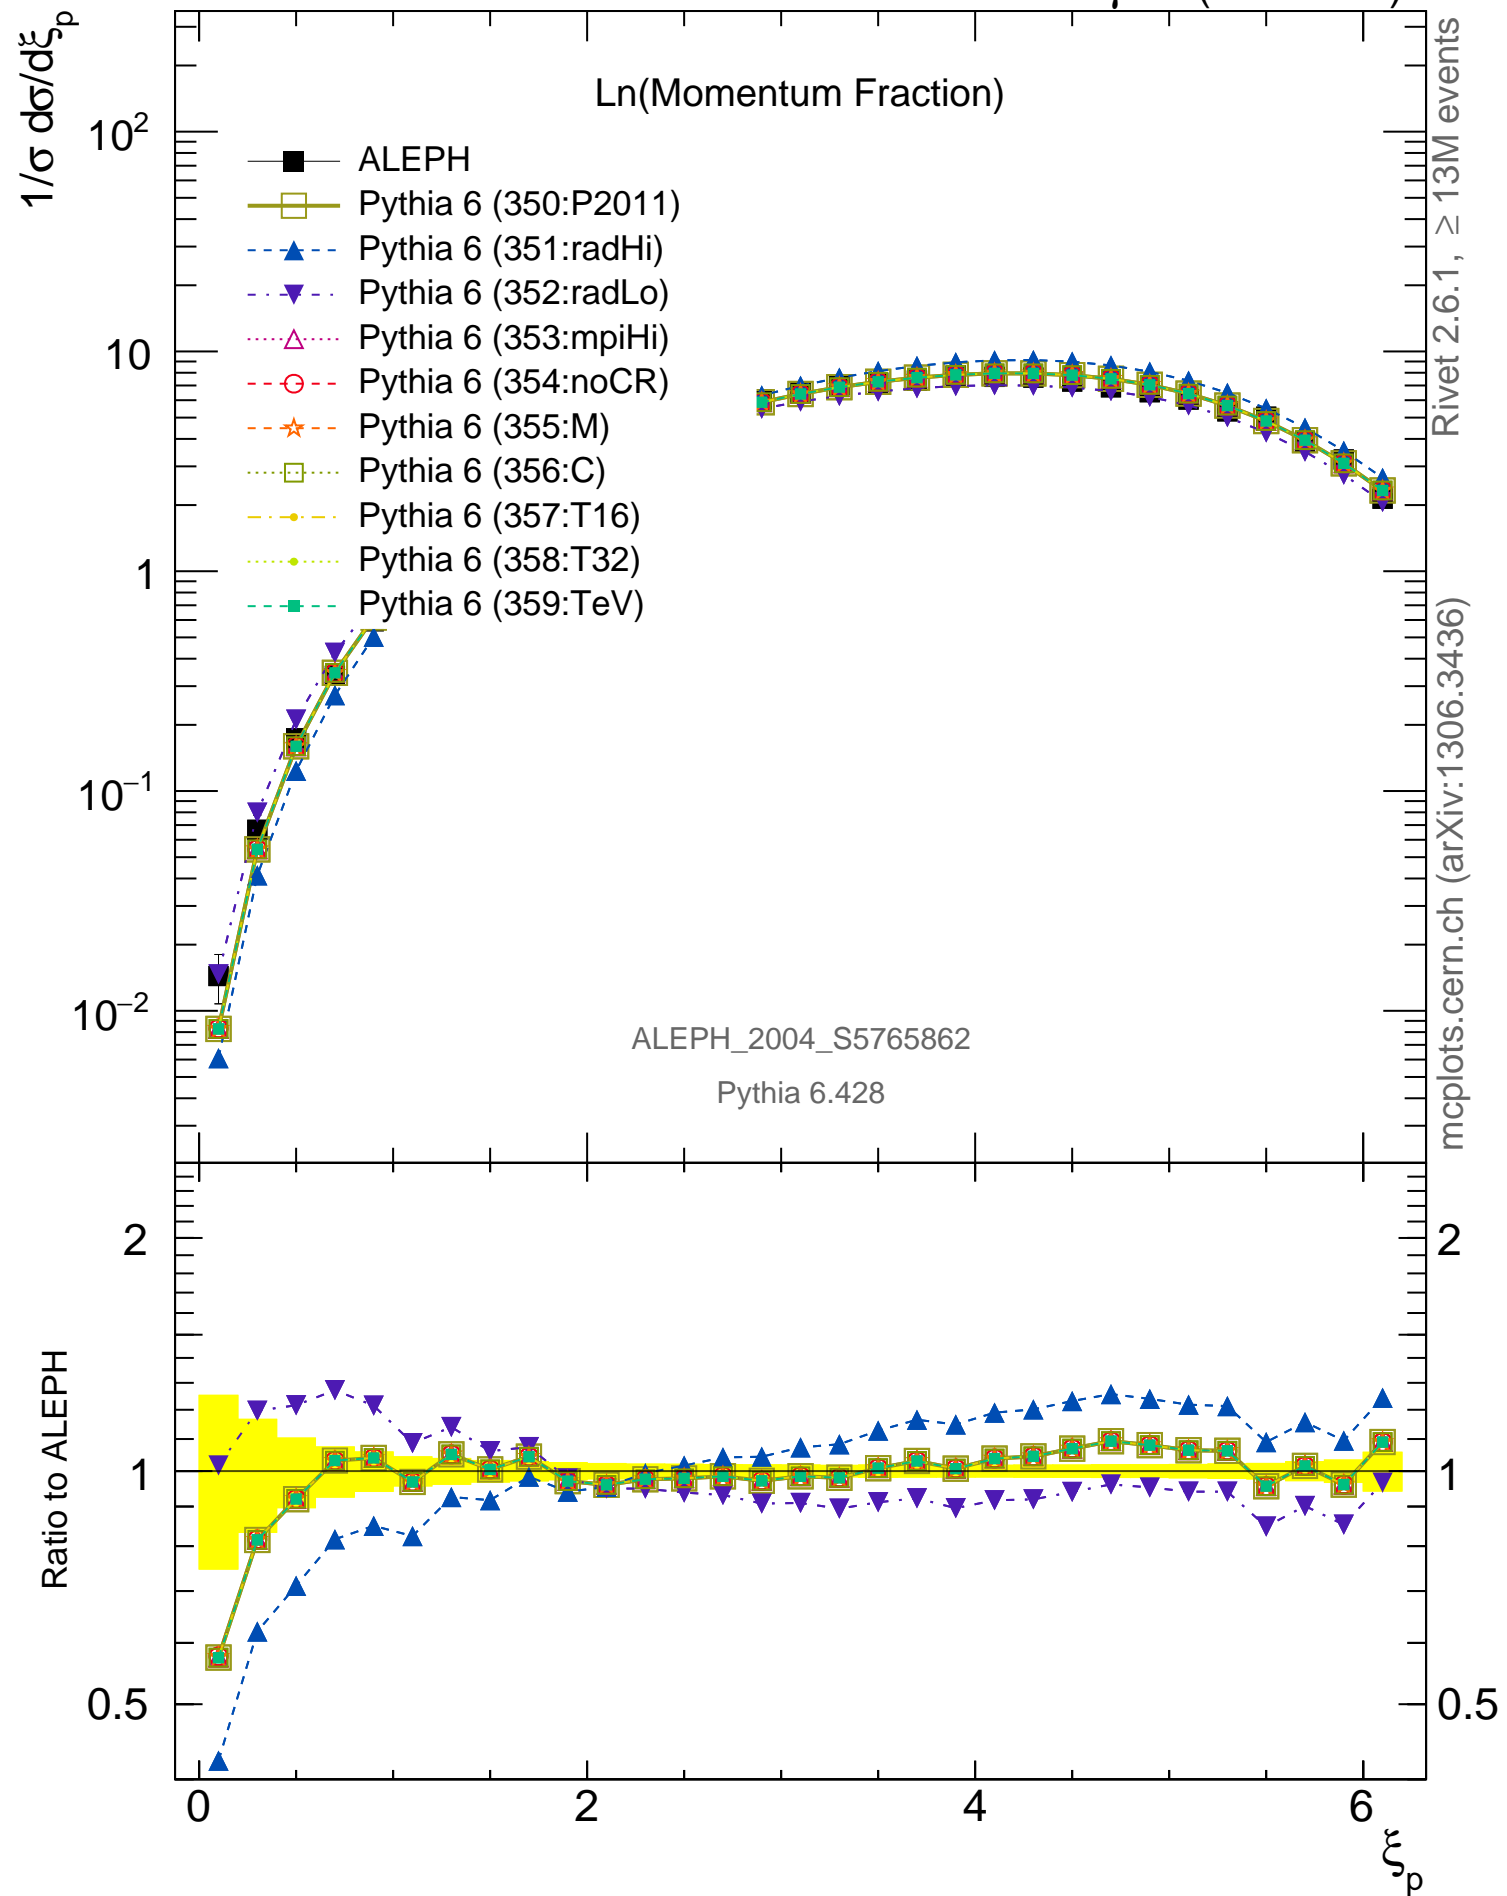 1/σ dσ/dξp
Ln(Momentum Fraction)
10²
10
1
10⁻¹
10⁻²
ALEPH
Pythia 6 (350:P2011)
Pythia 6 (351:radHi)
Pythia 6 (352:radLo)
Pythia 6 (353:mpiHi)
Pythia 6 (354:noCR)
Pythia 6 (355:M)
Pythia 6 (356:C)
Pythia 6 (357:T16)
Pythia 6 (358:T32)
Pythia 6 (359:TeV)
ALEPH_2004_S5765862
Pythia 6.428
Rivet 2.6.1, ≥ 13M events
mcplots.cern.ch (arXiv:1306.3436)
Ratio to ALEPH
2
1
0.5
2
1
0.5
0
2
4
6
ξp